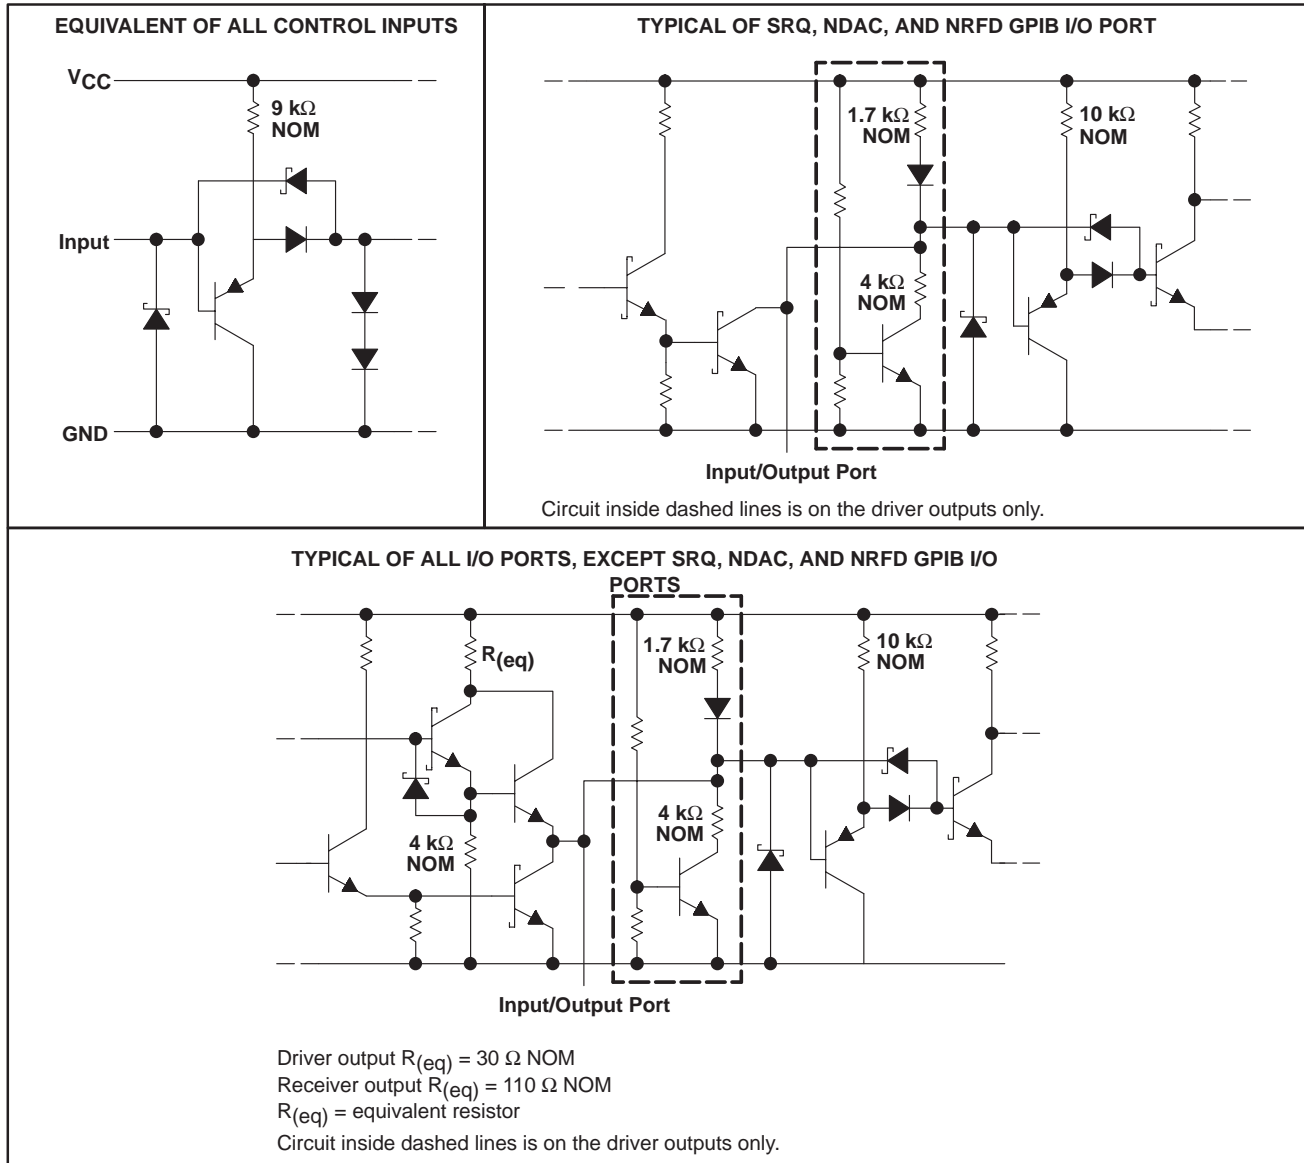 EQUIVALENT OF ALL CONTROL INPUTS
VCC
9 kΩ
NOM
Input
GND
TYPICAL OF SRQ, NDAC, AND NRFD GPIB I/O PORT
1.7 kΩ
NOM
10 kΩ
NOM
4 kΩ
NOM
Input/Output Port
Circuit inside dashed lines is on the driver outputs only.
TYPICAL OF ALL I/O PORTS, EXCEPT SRQ, NDAC, AND NRFD GPIB I/O
PORTS
R(eq)
1.7 kΩ
NOM
10 kΩ
NOM
4 kΩ
NOM
4 kΩ
NOM
Input/Output Port
Driver output R(eq) = 30 Ω NOM
Receiver output R(eq) = 110 Ω NOM
R(eq) = equivalent resistor
Circuit inside dashed lines is on the driver outputs only.